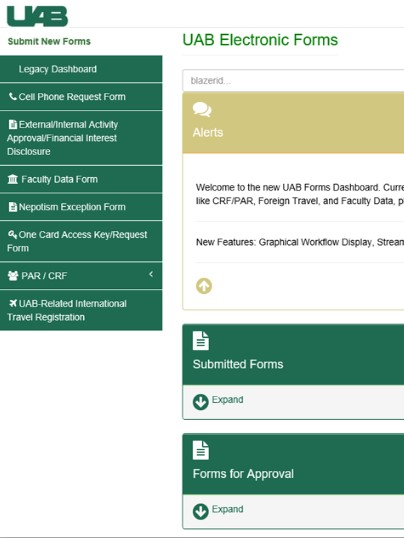 UAB
Submit New Forms
UAB Electronic Forms
Legacy Dashboard
Cell Phone Request Form
External/Internal Activity
Approval/Financial Interest
Disclosure
Faculty Data Form
Nepotism Exception Form
One Card Access Key/Request
Form
PAR / CRF
UAB-Related International
Travel Registration
blazerid...
Alerts
Welcome to the new UAB Forms Dashboard. Curre
like CRF/PAR, Foreign Travel, and Faculty Data, p
New Features: Graphical Workflow Display, Stream
Submitted Forms
Expand
Forms for Approval
Expand